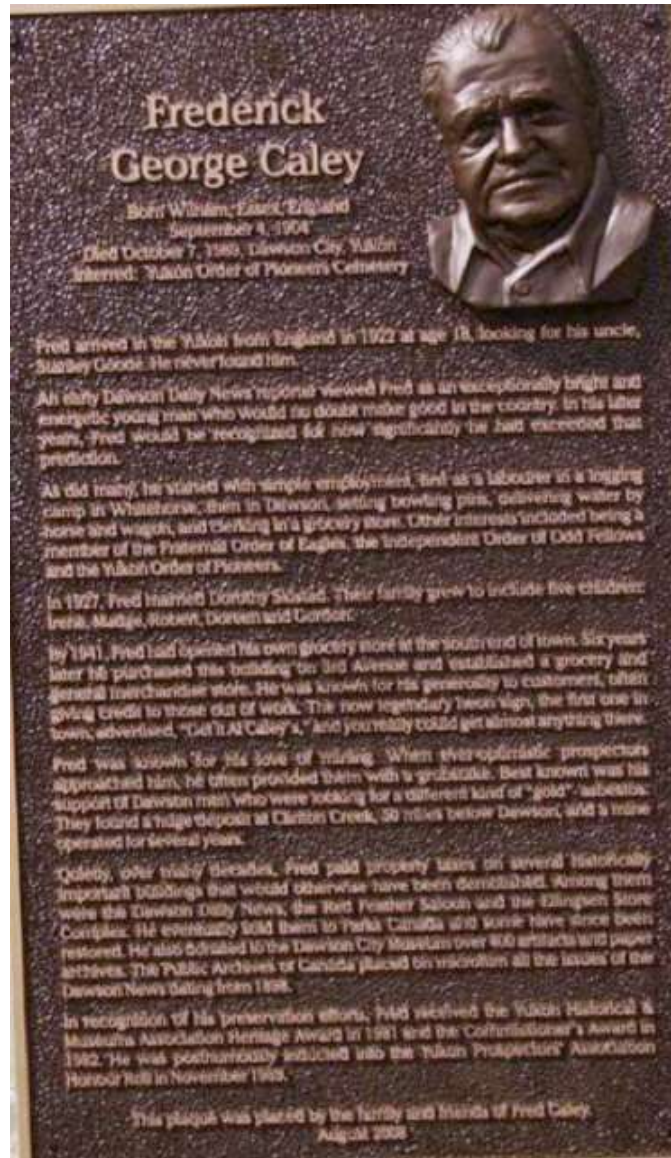 Frederick
George Caley
Born Witham, Essex, England
September 4, 1904
Died October 7, 1989, Dawson City, Yukon
Interred: Yukon Order of Pioneers Cemetery
Fred arrived in the Yukon from England in 1922 at age 18, looking for his uncle,
Stanley Goode. He never found him.
An early Dawson Daily News reporter viewed Fred as an exceptionally bright and
energetic young man who would no doubt make good in the country. In his later
years, Fred would be recognized for how significantly he had exceeded that
prediction.
As did many, he started with simple employment, first as a labourer in a logging
camp in Whitehorse, then in Dawson, setting bowling pins, delivering water by
horse and wagon, and clerking in a grocery store. Other interests included being a
member of the Fraternal Order of Eagles, the Independent Order of Odd Fellows
and the Yukon Order of Pioneers.
In 1927, Fred married Dorothy Their family grew to include five children:
Irene, Madge, Robert, Doreen and Gordon.
By 1941, Fred had opened his own grocery store at the south end of town. Six years
later he purchased this building on 3rd Avenue and established a grocery and
general merchandise store. He was known for his generosity to customers, often
giving credit to those out of work. The now legendary neon sign, the first one in
town, advertised, "Get It At Caley's," and you really could get almost anything there.
Fred was known for his love of mining. When ever-optimistic prospectors
approached him, he often provided them with a grubstake. Best known was his
support of Dawson men who were looking for a different kind of "gold"- asbestos.
They found a huge deposit at Clinton Creek, 50 miles below Dawson, and a mine
operated for several years.
Quietly, over many decades, Fred paid property taxes on several historically
important buildings that would otherwise have been demolished. Among them
were the Dawson Daily News, the Red Feather Saloon and the Store
Complex. He eventually sold them to Parks Canada and some have since been
restored. He also donated to the Dawson City Museum over 400 artifacts and paper
archives. The Public Archives of Canada placed on microfilm all the issues of the
Dawson News dating from 1898.
In recognition of his preservation efforts, Fred received the Yukon Historical &
Museums Association Heritage Award in 1981 and the Commissioner's Award in
1982. He was posthumously inducted into the Yukon Prospectors' Association
Honour Roll in November 1989.
This plaque was placed by the family and friends of Fred Caley.
August 2008